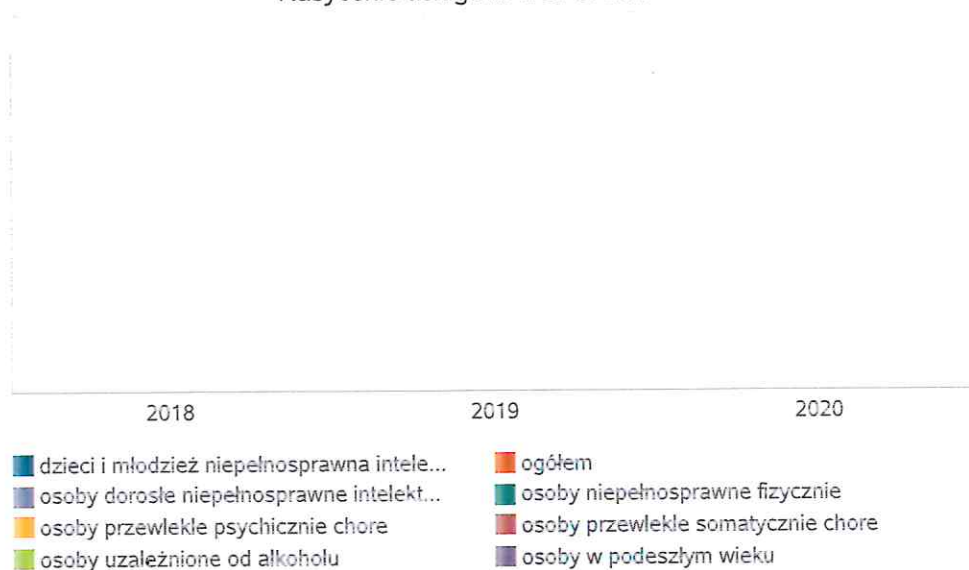 2018 2019 2020
dzieci i młodzież niepełnosprawna intele... ogółem
osoby dorosłe niepełnosprawne intelekt... osoby niepełnosprawne fizycznie
osoby przewlekle psychicznie chore osoby przewlekle somatycznie chore
osoby uzależnione od alkoholu osoby w podeszłym wieku